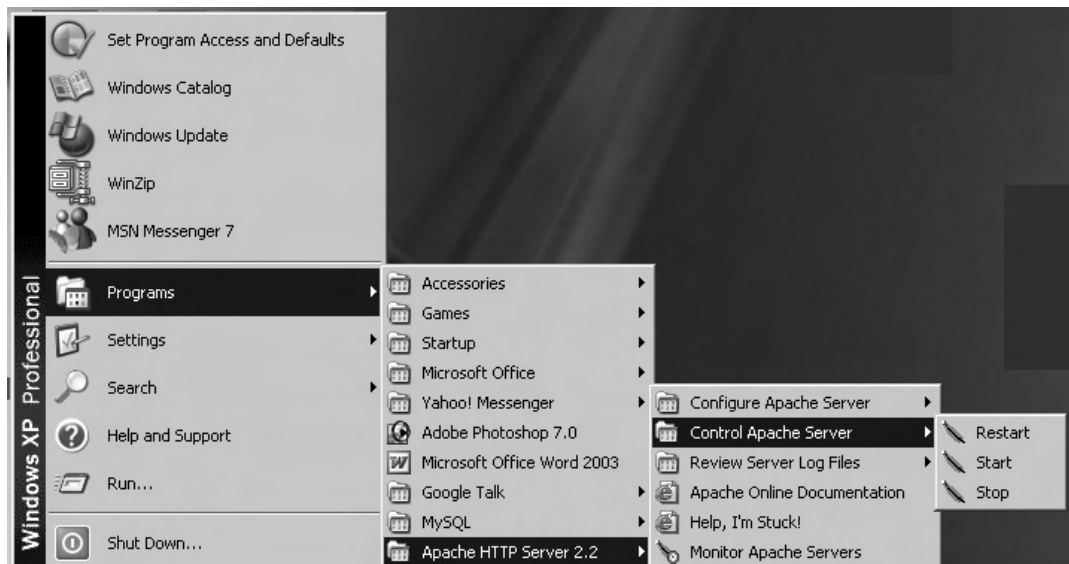 Windows XP Professional
Set Program Access and Defaults
Windows Catalog
Windows Update
WinZip
MSN Messenger 7
Programs
Settings
Search
Help and Support
Run...
Shut Down...
Accessories
Games
Startup
Microsoft Office
Yahoo! Messenger
Adobe Photoshop 7.0
Microsoft Office Word 2003
Google Talk
MySQL
Apache HTTP Server 2.2
Configure Apache Server
Control Apache Server
Review Server Log Files
Apache Online Documentation
Help, I'm Stuck!
Monitor Apache Servers
Restart
Start
Stop